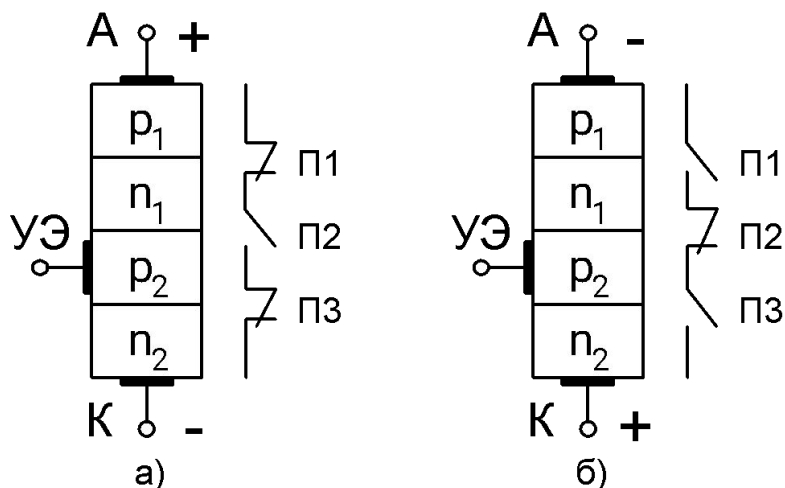 А + А -
p₁ p₁
П1 П1
n₁ n₁
УЭ П2 УЭ П2
p₂ p₂
П3 П3
n₂ n₂
К - К +
а) б)